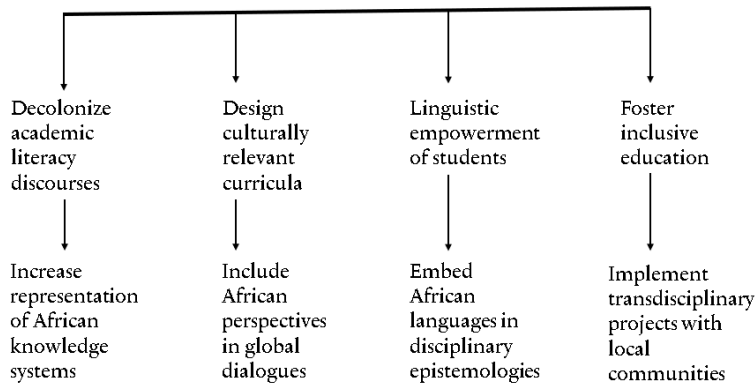 Decolonize
academic
literacy
discourses
Design
culturally
relevant
curricula
Linguistic
empowerment
of students
Foster
inclusive
education
Increase
representation
of African
knowledge
systems
Include
African
perspectives
in global
dialogues
Embed
African
languages in
disciplinary
epistemologies
Implement
transdisciplinary
projects with
local
communities